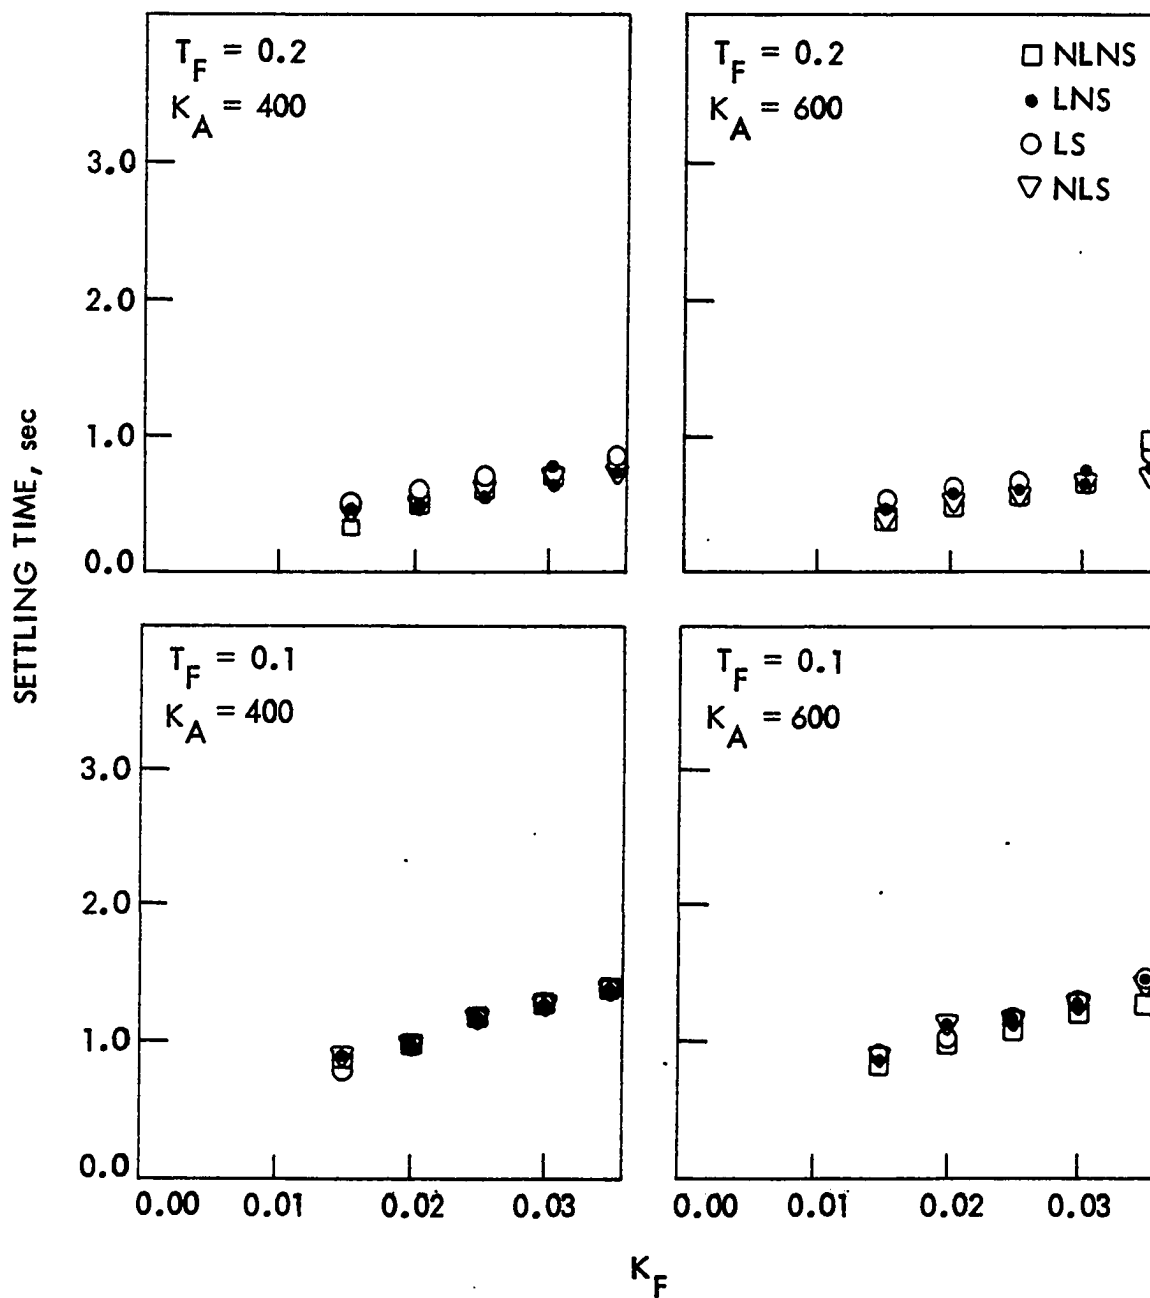 T_F = 0.2
K_A = 400
3.0
2.0
1.0
0.0
T_F = 0.2
K_A = 600
NLNS
LNS
LS
NLS
SETTLING TIME, sec
T_F = 0.1
K_A = 400
3.0
2.0
1.0
0.0
0.00 0.01 0.02 0.03
T_F = 0.1
K_A = 600
0.00 0.01 0.02 0.03
K_F